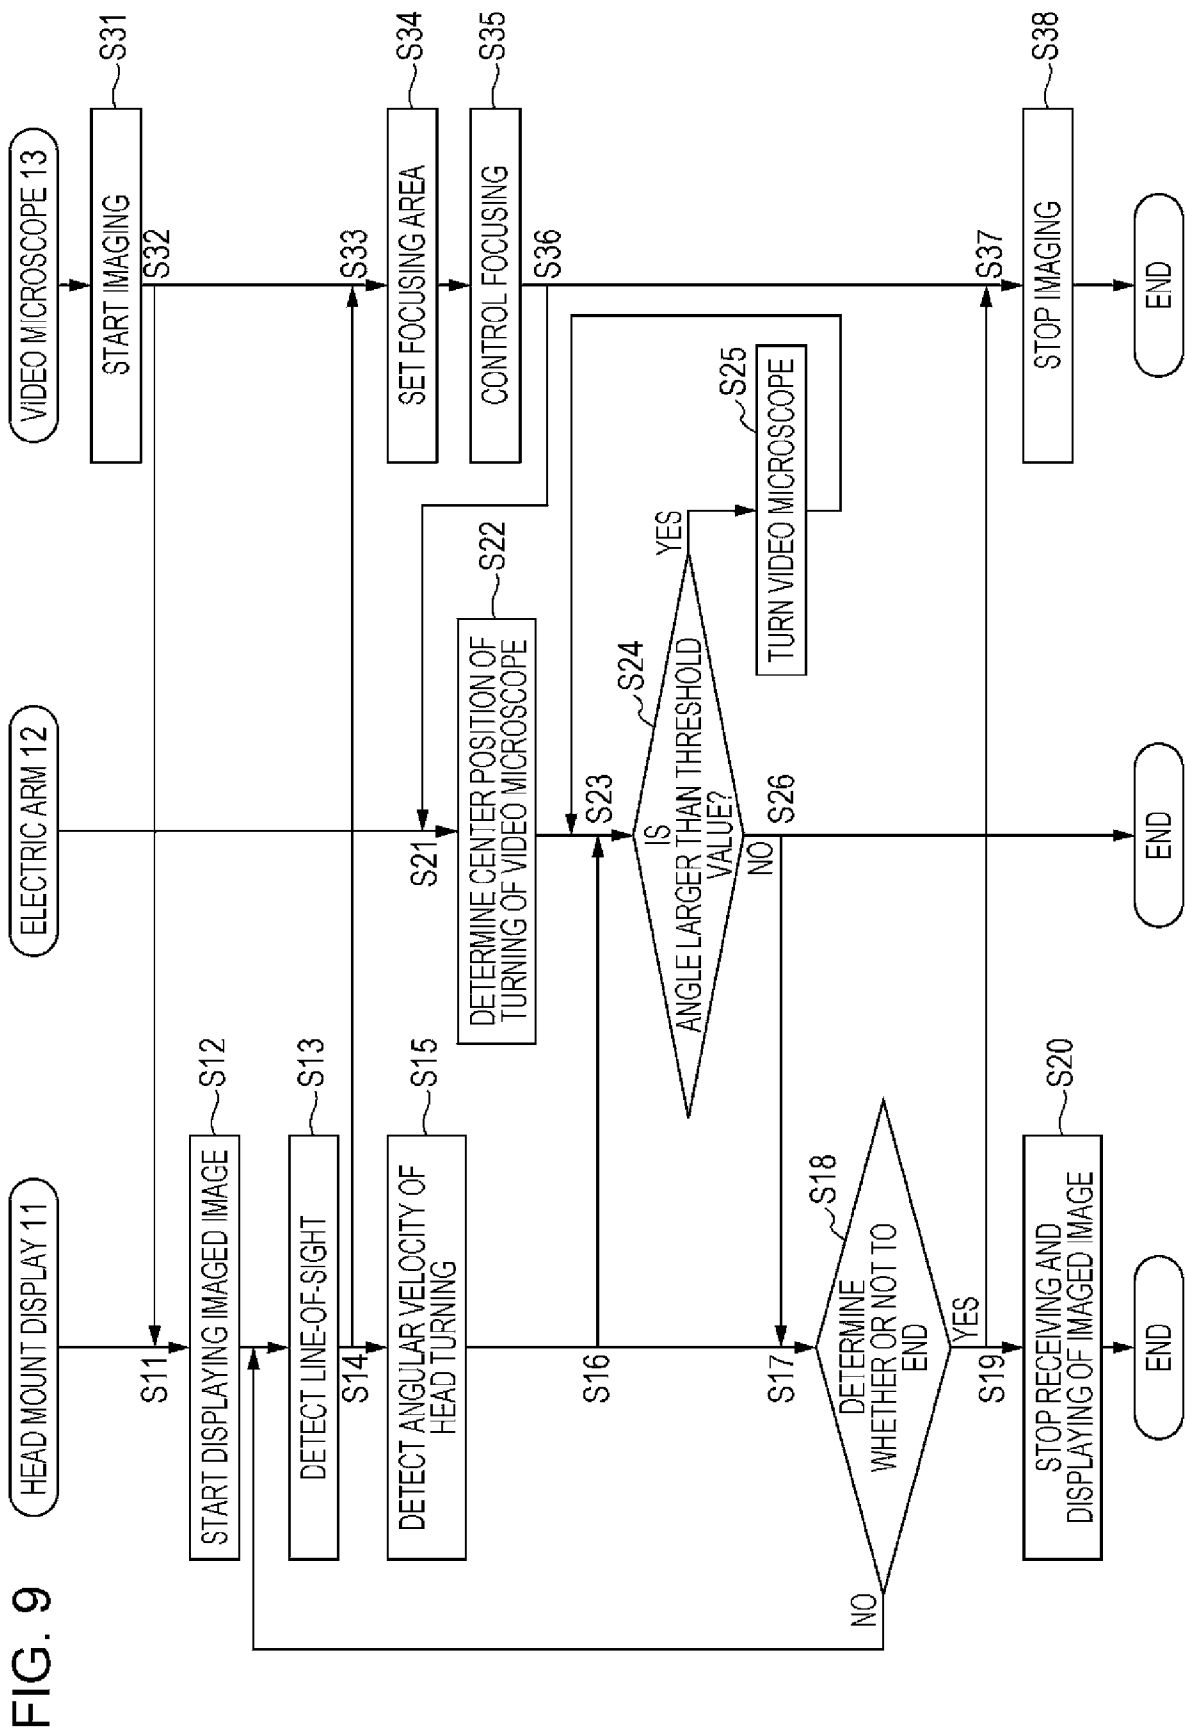 FIG. 9
HEAD MOUNT DISPLAY 11
S11
START DISPLAYING IMAGED IMAGE
S12
DETECT LINE-OF-SIGHT
S13
S14
DETECT ANGULAR VELOCITY OF
HEAD TURNING
S15
S16
S17
DETERMINE
WHETHER OR NOT TO
END
S18
NO
YES
S19
STOP RECEIVING AND
DISPLAYING OF IMAGED IMAGE
S20
END
ELECTRIC ARM 12
S21
DETERMINE CENTER POSITION OF
TURNING OF VIDEO MICROSCOPE
S22
S23
IS
ANGLE LARGER THAN THRESHOLD
VALUE?
S24
YES
TURN VIDEO MICROSCOPE
S25
NO
S26
END
VIDEO MICROSCOPE 13
START IMAGING
S31
S32
S33
SET FOCUSING AREA
S34
CONTROL FOCUSING
S35
S36
S37
STOP IMAGING
S38
END